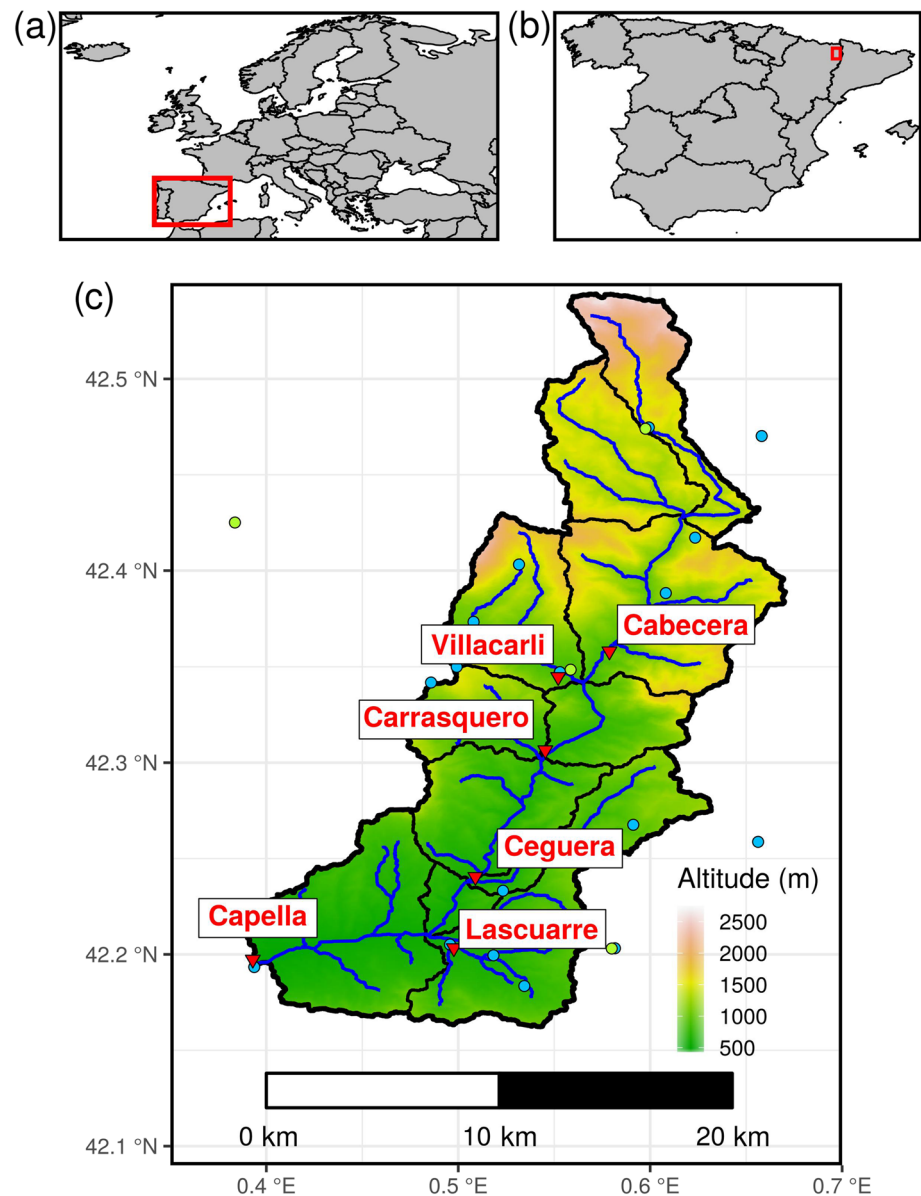 (a)
(b)
(c)
42.5 °N
42.4 °N
42.3 °N
42.2 °N
42.1 °N
Cabecera
Villacarli
Carrasquero
Ceguera
Capella
Lascuarre
Altitude (m)
2500
2000
1500
1000
500
0 km
10 km
20 km
0.4 °E
0.5 °E
0.6 °E
0.7 °E